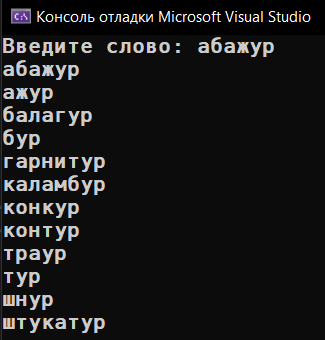 Консоль отладки Microsoft Visual Studio
Введите слово: абажур
абажур
ажур
балагур
бур
гарнитур
каламбур
конкур
контур
траур
тур
шнур
штукатур